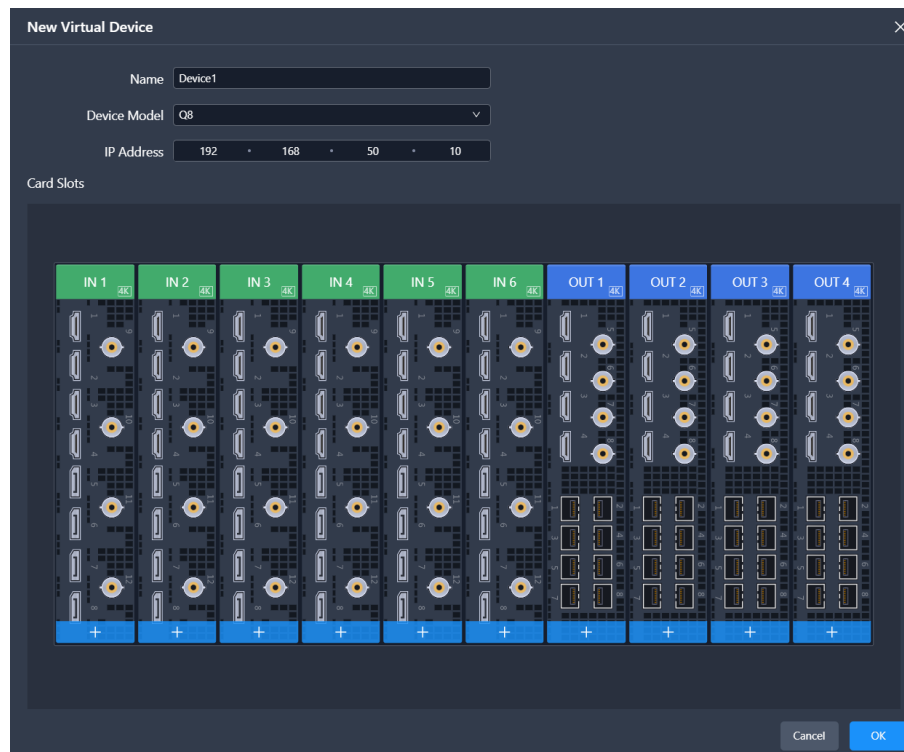 New Virtual Device
Name Device1
Device Model Q8
IP Address 192 • 168 • 50 • 10
Card Slots
IN 1 4K IN 2 4K IN 3 4K IN 4 4K IN 5 4K IN 6 4K OUT 1 4K OUT 2 4K OUT 3 4K OUT 4 4K
+ + + + + + + + + +
Cancel OK